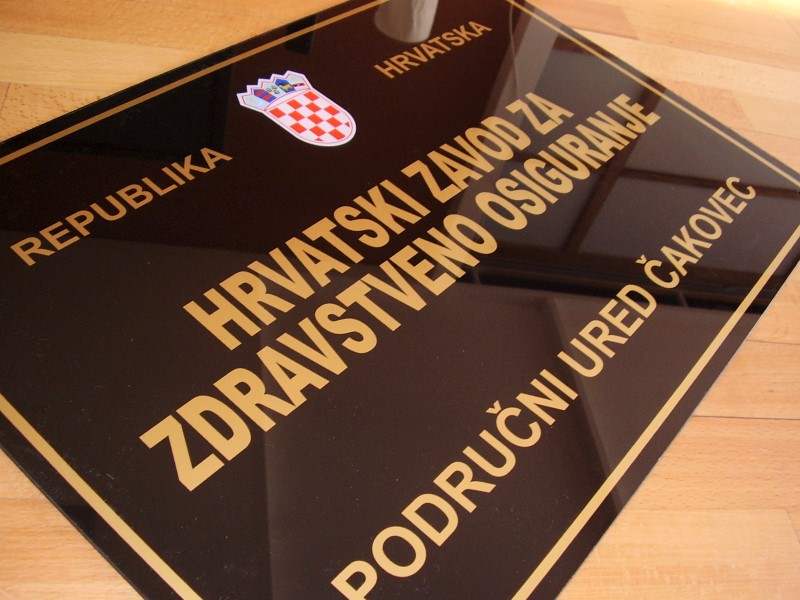 REPUBLIKA HRVATSKA
HRVATSKI ZAVOD ZA
ZDRAVSTVENO OSIGURANJE
PODRUČNI URED ČAKOVEC